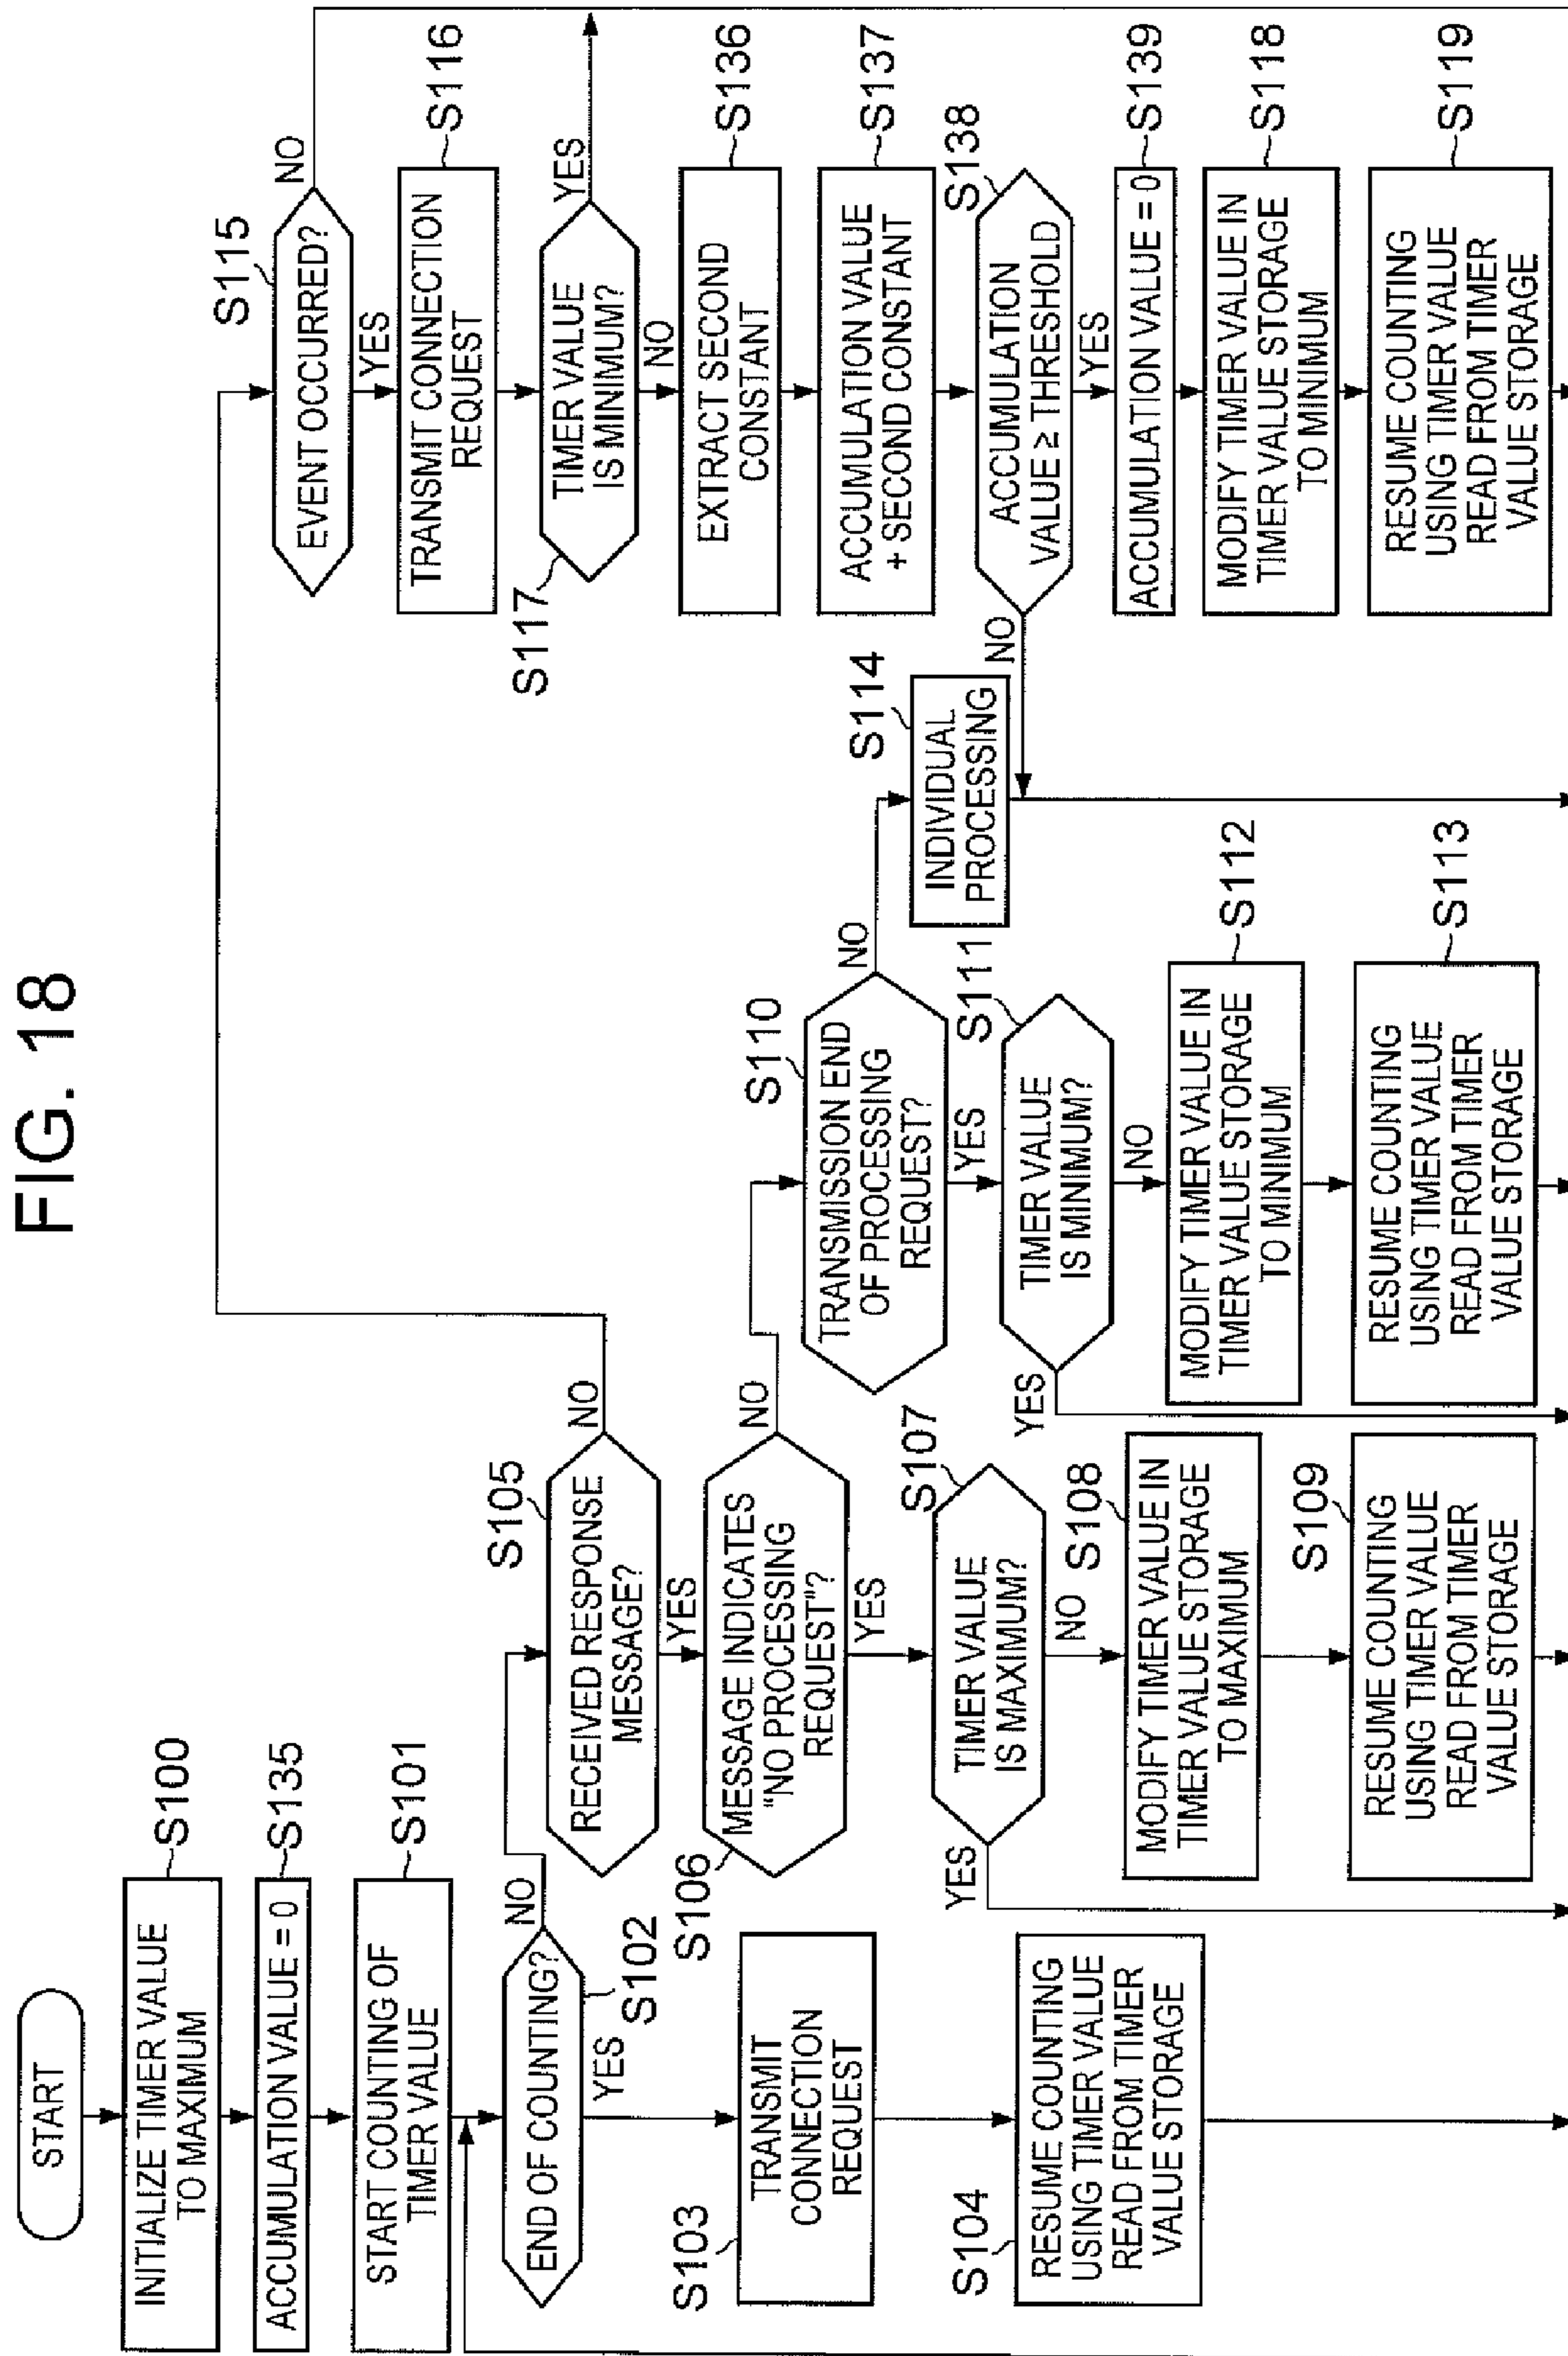 FIG. 18
START
INITIALIZE TIMER VALUE
TO MAXIMUM
S100
ACCUMULATION VALUE = 0
S135
START COUNTING OF
TIMER VALUE
S101
END OF COUNTING?
S102
NO
YES
TRANSMIT
CONNECTION
REQUEST
S103
RESUME COUNTING
USING TIMER VALUE
READ FROM TIMER
VALUE STORAGE
S104
RECEIVED RESPONSE
MESSAGE?
S105
NO
YES
MESSAGE INDICATES
"NO PROCESSING
REQUEST"?
S106
NO
YES
TIMER VALUE
IS MAXIMUM?
S107
YES
NO
MODIFY TIMER VALUE IN
TIMER VALUE STORAGE
TO MAXIMUM
S108
RESUME COUNTING
USING TIMER VALUE
READ FROM TIMER
VALUE STORAGE
S109
TRANSMISSION END
OF PROCESSING
REQUEST?
S110
NO
YES
TIMER VALUE
IS MINIMUM?
S111
YES
NO
MODIFY TIMER VALUE IN
TIMER VALUE STORAGE
TO MINIMUM
S112
RESUME COUNTING
USING TIMER VALUE
READ FROM TIMER
VALUE STORAGE
S113
INDIVIDUAL
PROCESSING
S114
EVENT OCCURRED?
S115
NO
YES
TRANSMIT CONNECTION
REQUEST
S116
TIMER VALUE
IS MINIMUM?
S117
YES
NO
EXTRACT SECOND
CONSTANT
S136
ACCUMULATION VALUE
+ SECOND CONSTANT
S137
ACCUMULATION
VALUE ≥ THRESHOLD
S138
NO
YES
ACCUMULATION VALUE = 0
S139
MODIFY TIMER VALUE IN
TIMER VALUE STORAGE
TO MINIMUM
S118
RESUME COUNTING
USING TIMER VALUE
READ FROM TIMER
VALUE STORAGE
S119